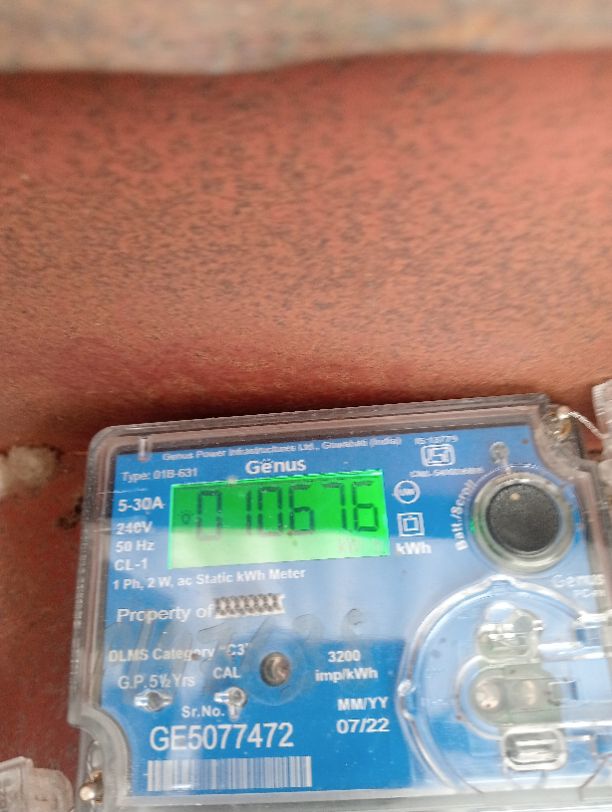 Genus Power Infrastructures Ltd., Guwahati (India)
IS:13779
Type: 01B-631
Genus
5-30A
240V
50 Hz
CL-1
010.676
kWh
Batt./Scroll
1 Ph, 2 W, ac Static kWh Meter
Genus
Property of
DLMS Category "C3"
G.P. 5½ Yrs
CAL
3200
imp/kWh
Sr.No.
GE5077472
MM/YY
07/22